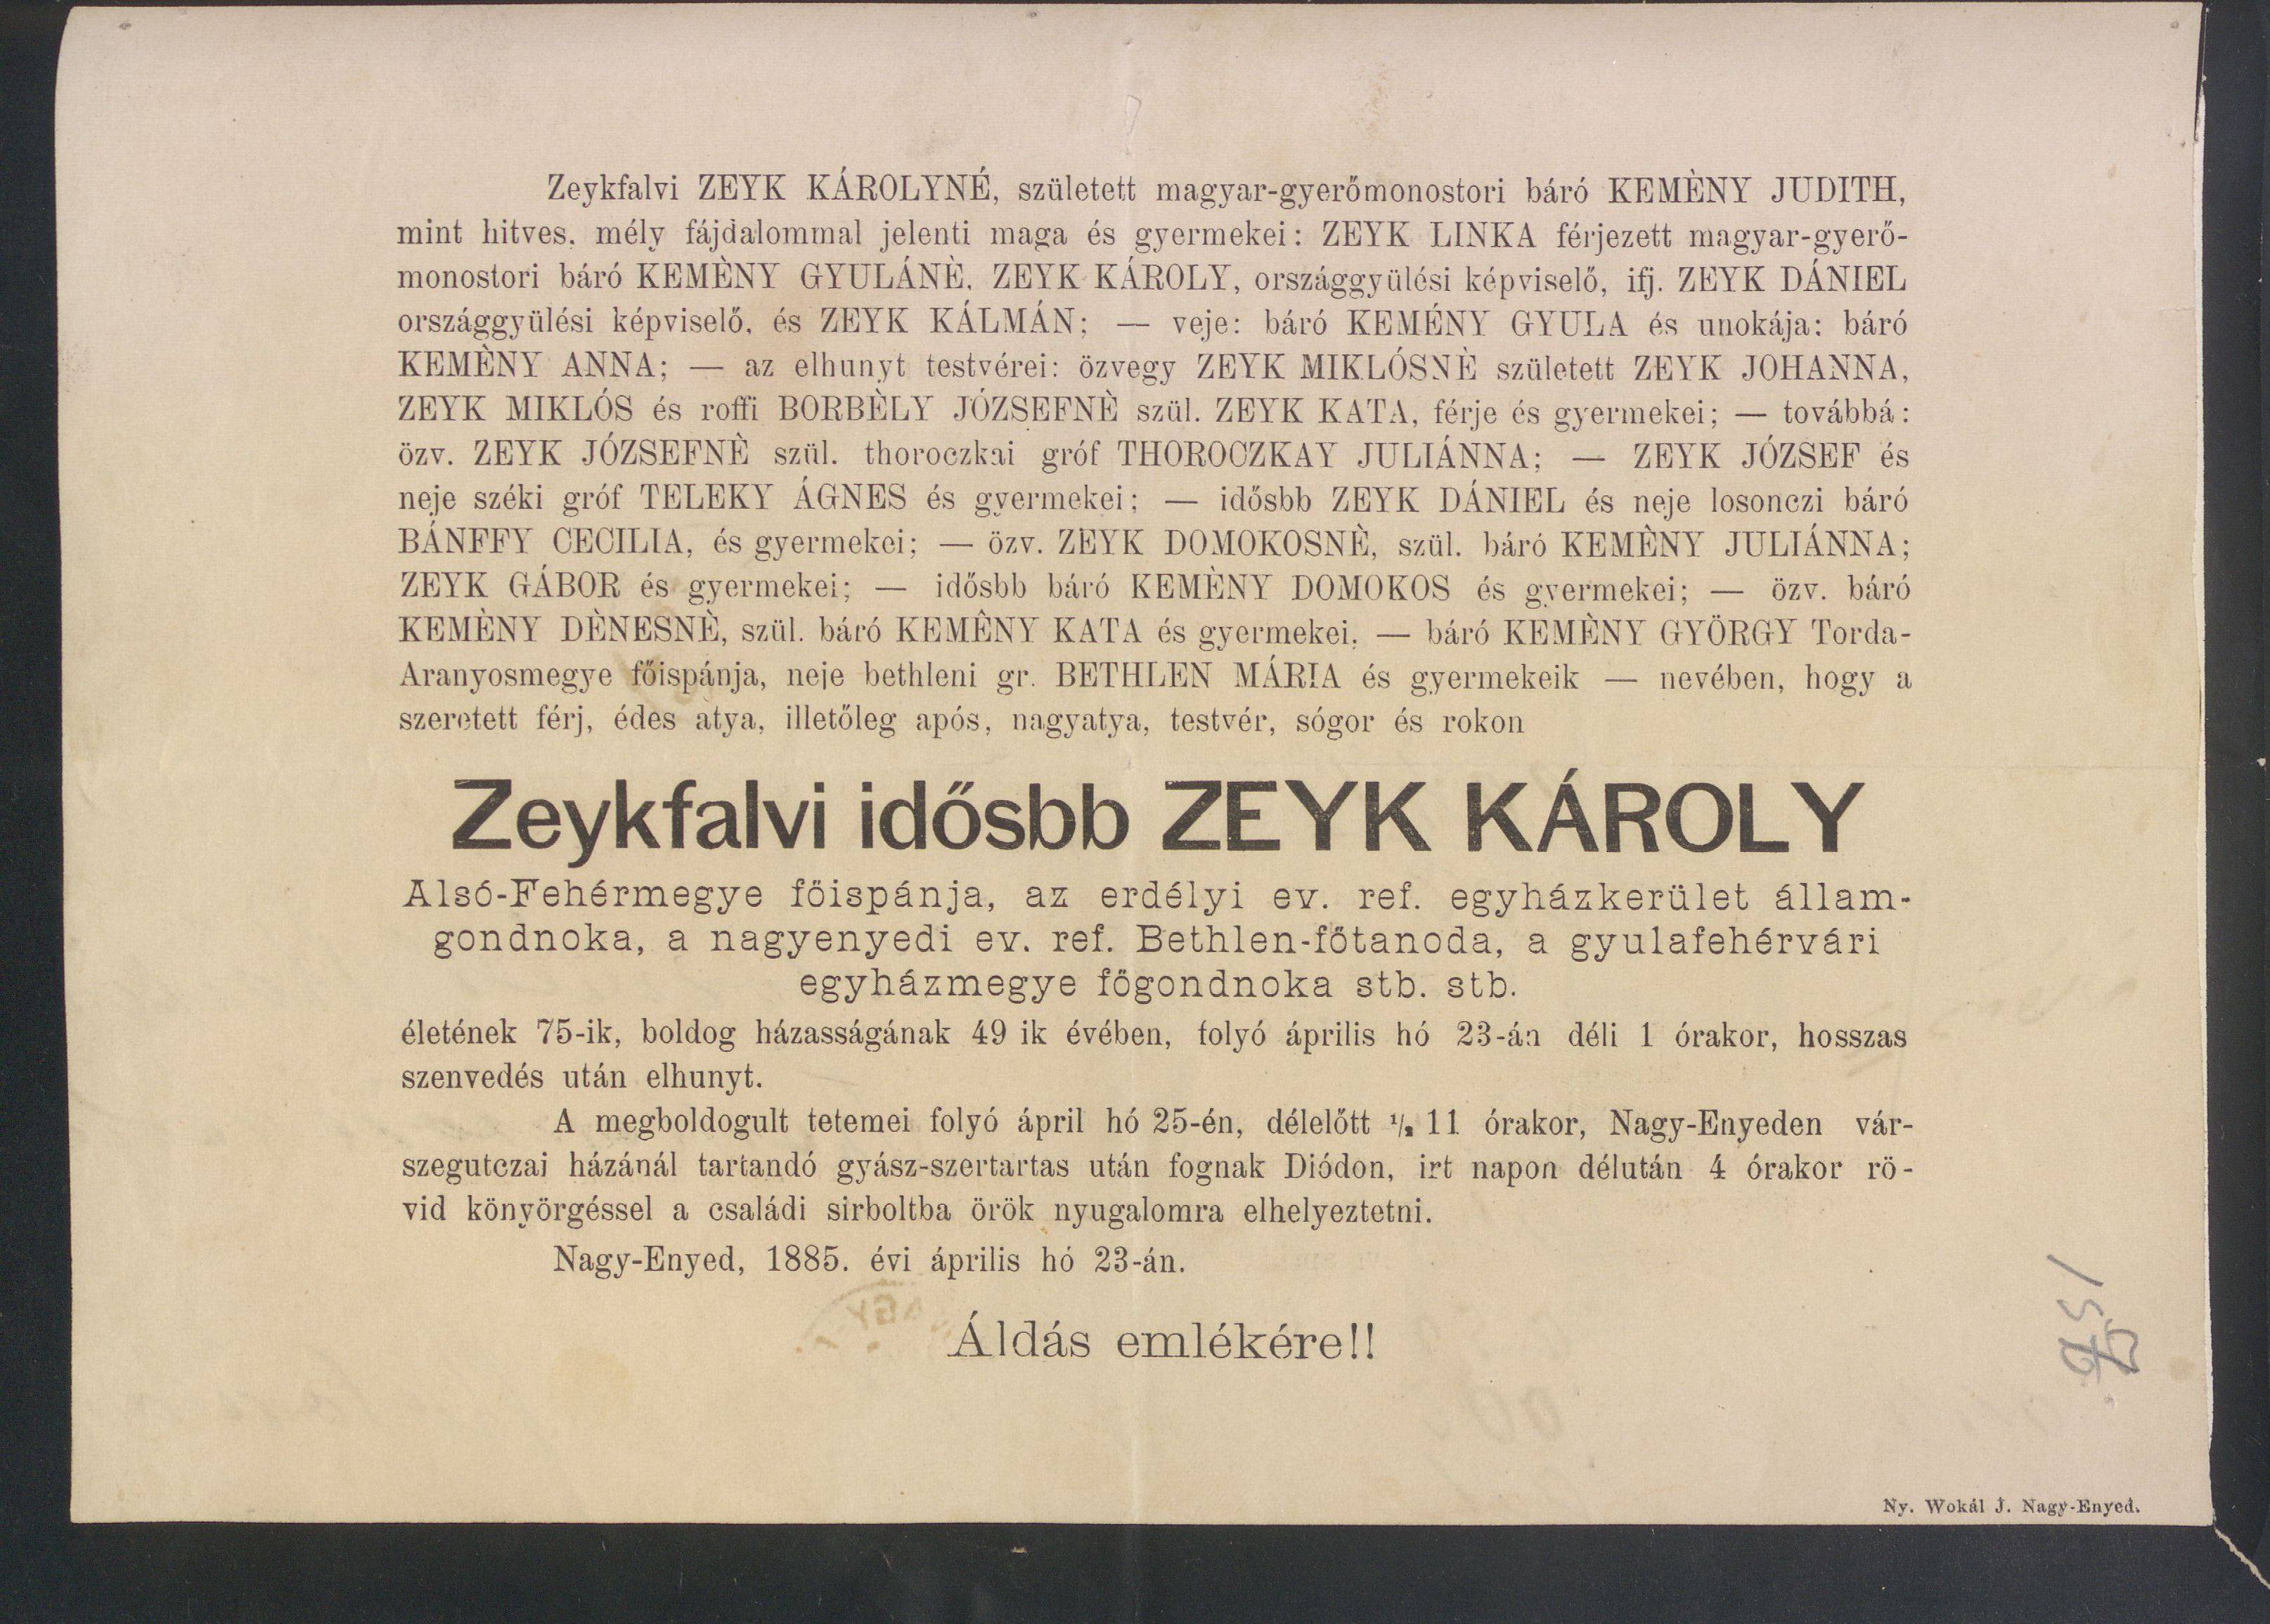 Zeykfalvi ZEYK KÁROLYNÉ, született magyar-gyerőmonostori báró KEMÈNY JUDITH,
mint hitves. mély fájdalommal jelenti maga és gyermekei: ZEYK LINKA férjezett magyar-gyerő-
monostori báró KEMÈNY GYULÁNÈ. ZEYK KÁROLY, országgyülési képviselő, ifj. ZEYK DÁNIEL
országgyülési képviselő, és ZEYK KÁLMÁN; — veje: báró KEMÉNY GYULA és unokája: báró
KEMÈNY ANNA; — az elhunyt testvérei: özvegy ZEYK MIKLÓSNÈ született ZEYK JOHANNA,
ZEYK MIKLÓS és roffi BORBÈLY JÓZSEFNÈ szül. ZEYK KATA, férje és gyermekei; — továbbá:
özv. ZEYK JÓZSEFNÈ szül. thoroczkai gróf THOROCZKAY JULIÁNNA; — ZEYK JÓZSEF és
neje széki gróf TELEKY ÁGNES és gyermekei; — idősbb ZEYK DÁNIEL és neje losonczi báró
BÁNFFY CECILIA, és gyermekei; — özv. ZEYK DOMOKOSNÈ, szül. báró KEMÈNY JULIÁNNA;
ZEYK GÁBOR és gyermekei; — idősbb báró KEMÈNY DOMOKOS és gyermekei; — özv. báró
KEMÈNY DÈNESNÈ, szül. báró KEMÊNY KATA és gyermekei. — báró KEMÈNY GYÖRGY Torda-
Aranyosmegye főispánja, neje bethleni gr. BETHLEN MÁRIA és gyermekeik — nevében, hogy a
szeretett férj, édes atya, illetőleg após, nagyatya, testvér, sógor és rokon
Zeykfalvi idősbb ZEYK KÁROLY
Alsó-Fehérmegye főispánja, az erdélyi ev. ref. egyházkerület állam-
gondnoka, a nagyenyedi ev. ref. Bethlen-főtanoda, a gyulafehérvári
egyházmegye főgondnoka stb. stb.
életének 75-ik, boldog házasságának 49 ik évében, folyó április hó 23-án déli 1 órakor, hosszas
szenvedés után elhunyt.
A megboldogult tetemei folyó ápril hó 25-én, délelőtt ½ 11 órakor, Nagy-Enyeden vár-
szegutczai házánál tartandó gyász-szertartas után fognak Diódon, irt napon délután 4 órakor rö-
vid könyörgéssel a családi sirboltba örök nyugalomra elhelyeztetni.
Nagy-Enyed, 1885. évi április hó 23-án.
Áldás emlékére!!
Ny. Wokál J. Nagy-Enyed.